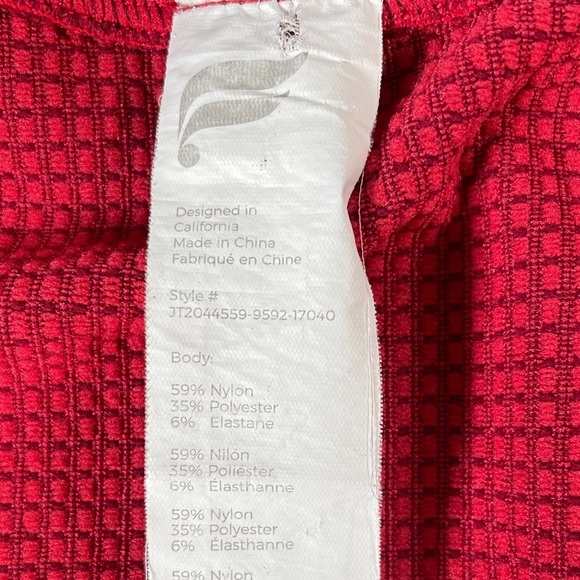 Designed in
California
Made in China
Fabriqué en Chine
Style #
JT2044559-9592-17040
Body:
59% Nylon
35% Polyester
6% Elastane
59% Nilón
35% Poliéster
6% Élasthanne
59% Nylon
35% Polyester
6% Élasthanne
59% Nylon